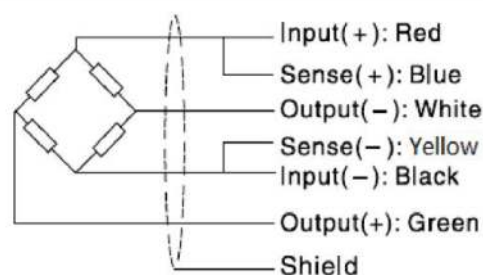 Input(+): Red
Sense(+): Blue
Output(−): White
Sense(−): Yellow
Input(−): Black
Output(+): Green
Shield